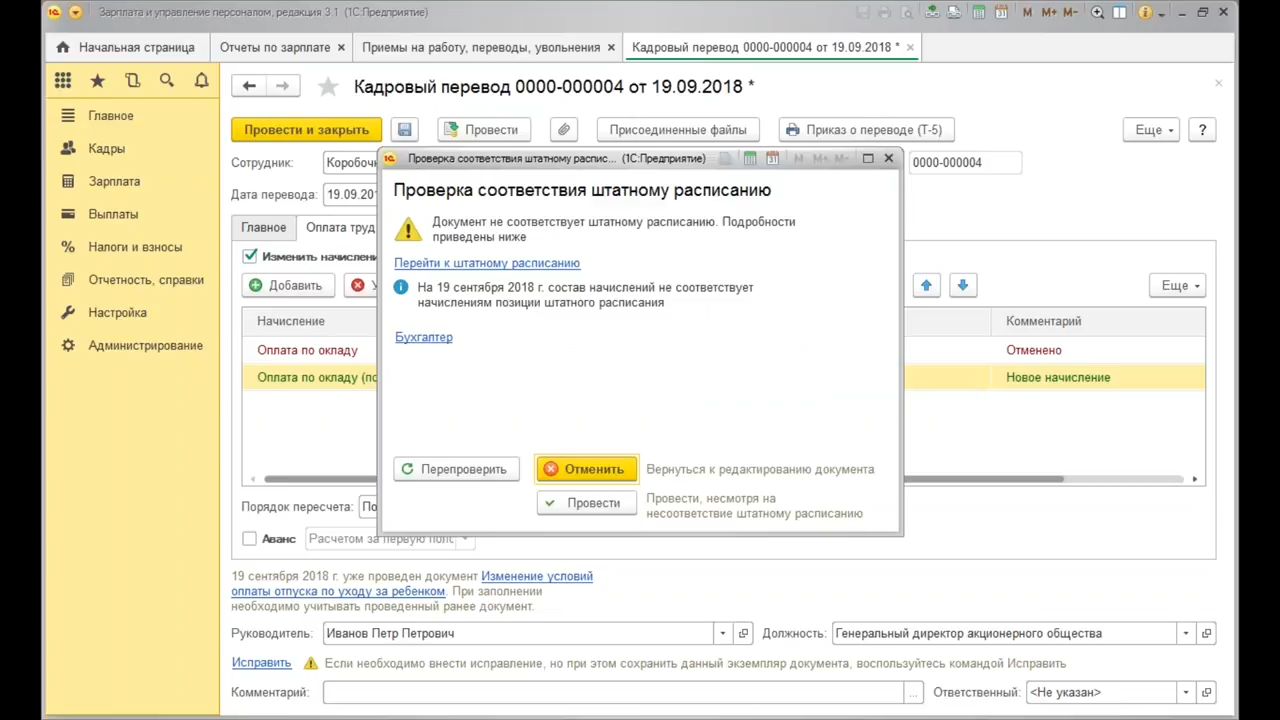 Зарплата и управление персоналом, редакция 3.1 (1С:Предприятие)
M M+ M-
Начальная страница
Отчеты по зарплате
Приемы на работу, переводы, увольнения
Кадровый перевод 0000-000004 от 19.09.2018 *
Кадровый перевод 0000-000004 от 19.09.2018 *
Главное
Кадры
Зарплата
Выплаты
Налоги и взносы
Отчетность, справки
Настройка
Администрирование
Провести и закрыть
Провести
Присоединенные файлы
Приказ о переводе (Т-5)
Еще
?
Сотрудник:
0000-000004
Дата перевода:
Главное
Оплата труд
Изменить начислени
Добавить
Еще
Начисление
Комментарий
Оплата по окладу
Отменено
Оплата по окладу (по
Новое начисление
Проверка соответствия штатному распис... (1С:Предприятие)
M M+ M-
Проверка соответствия штатному расписанию
Документ не соответствует штатному расписанию. Подробности
приведены ниже
Перейти к штатному расписанию
На 19 сентября 2018 г. состав начислений не соответствует
начислениям позиции штатного расписания
Бухгалтер
Перепроверить
Отменить
Вернуться к редактированию документа
Провести
Провести, несмотря на
несоответствие штатному расписанию
Порядок пересчета:
Аванс
Расчетом за первую поло
19 сентября 2018 г. уже проведен документ Изменение условий
оплаты отпуска по уходу за ребенком. При заполнении
необходимо учитывать проведенный ранее документ.
Руководитель:
Иванов Петр Петрович
Должность:
Генеральный директор акционерного общества
Исправить
Если необходимо внести исправление, но при этом сохранить данный экземпляр документа, воспользуйтесь командой Исправить
Комментарий:
Ответственный:
<Не указан>